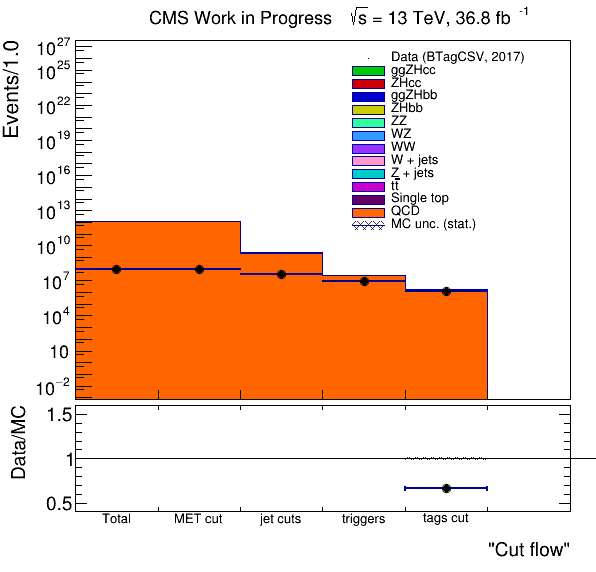 CMS Work in Progress √s = 13 TeV, 36.8 fb⁻¹
Events/1.0
10²⁷
10²⁵
10²²
10¹⁹
10¹⁶
10¹³
10¹⁰
10⁷
10⁴
10
10⁻²
Data (BTagCSV, 2017)
ggZHcc
ZHcc
ggZHbb
ZHbb
ZZ
WZ
WW
W + jets
Z + jets
tt̅
Single top
QCD
MC unc. (stat.)
Data/MC
1.5
1
0.5
Total MET cut jet cuts triggers tags cut
"Cut flow"